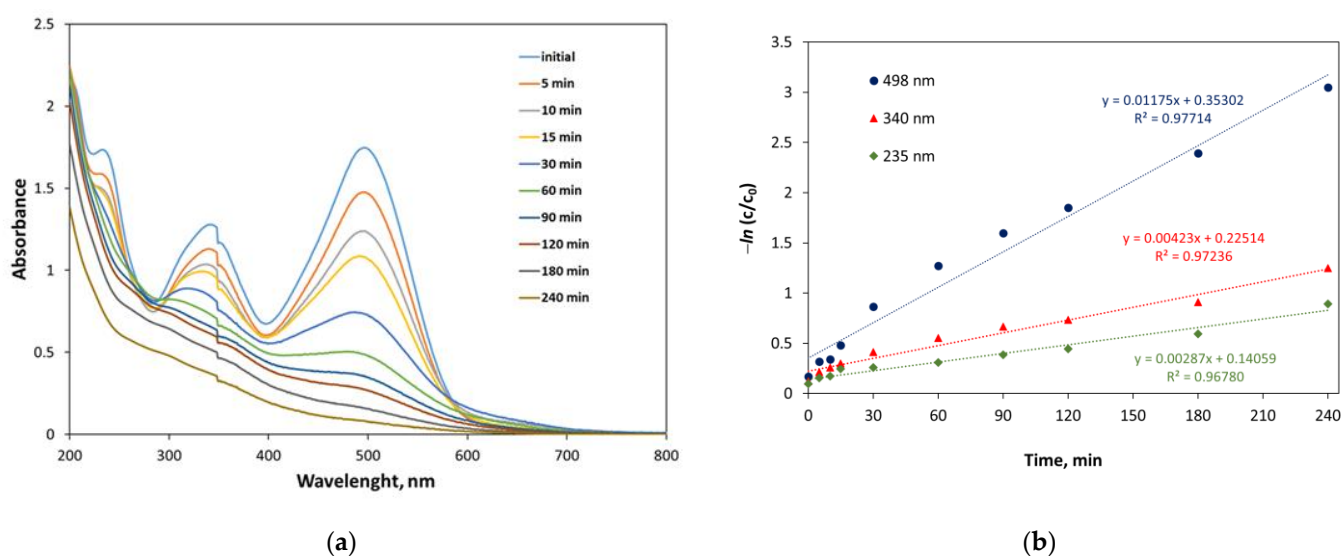 2.5
2
1.5
1
0.5
0
Absorbance
200 300 400 500 600 700 800
Wavelenght, nm
initial
5 min
10 min
15 min
30 min
60 min
90 min
120 min
180 min
240 min
(a)
3.5
3
2.5
2
1.5
1
0.5
0
−ln (c/c₀)
0 30 60 90 120 150 180 210 240
Time, min
498 nm
340 nm
235 nm
y = 0.01175x + 0.35302
R² = 0.97714
y = 0.00423x + 0.22514
R² = 0.97236
y = 0.00287x + 0.14059
R² = 0.96780
(b)